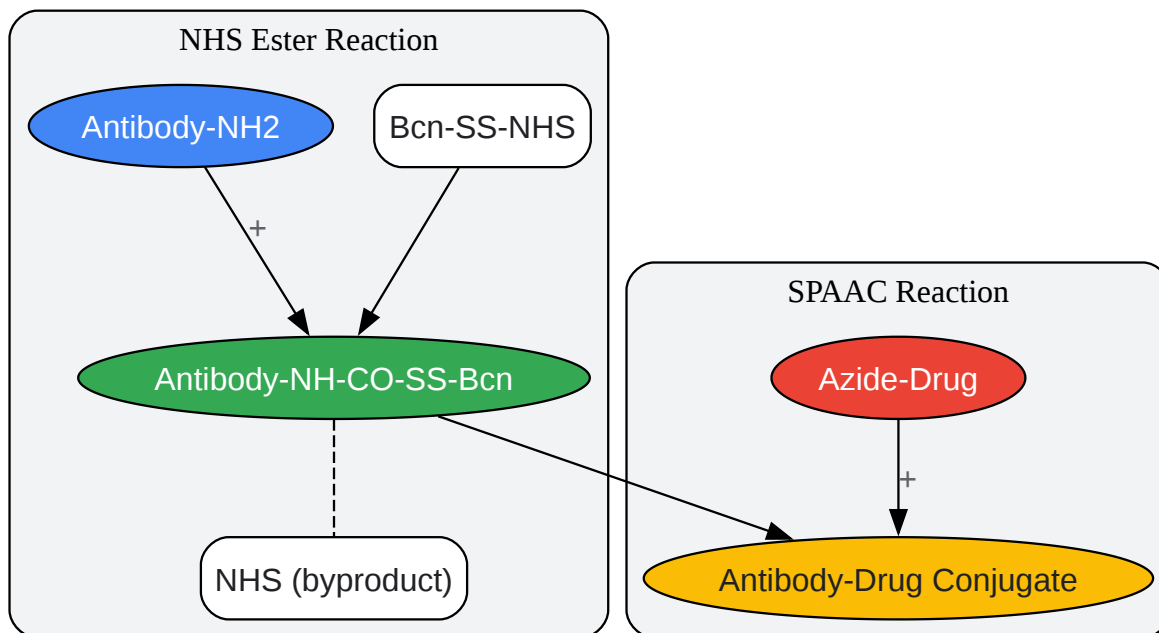 NHS Ester Reaction
Antibody-NH2
Bcn-SS-NHS
+
Antibody-NH-CO-SS-Bcn
NHS (byproduct)
SPAAC Reaction
Azide-Drug
+
Antibody-Drug Conjugate